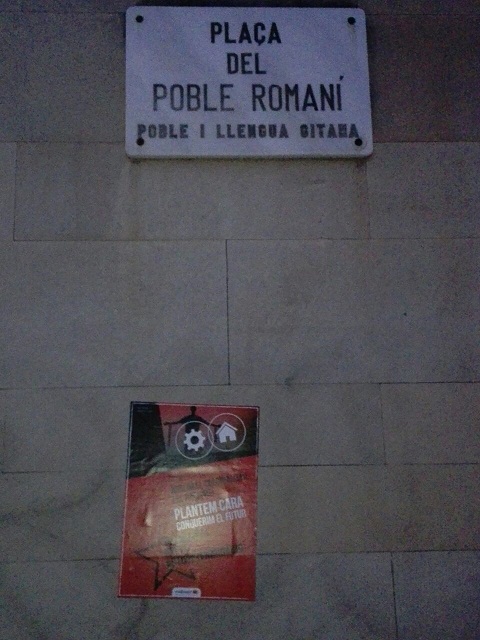 PLAÇA
DEL
POBLE ROMANÍ
POBLE I LLENGUA GITANA
PLANTEM CARA
CONQUERIM EL FUTUR